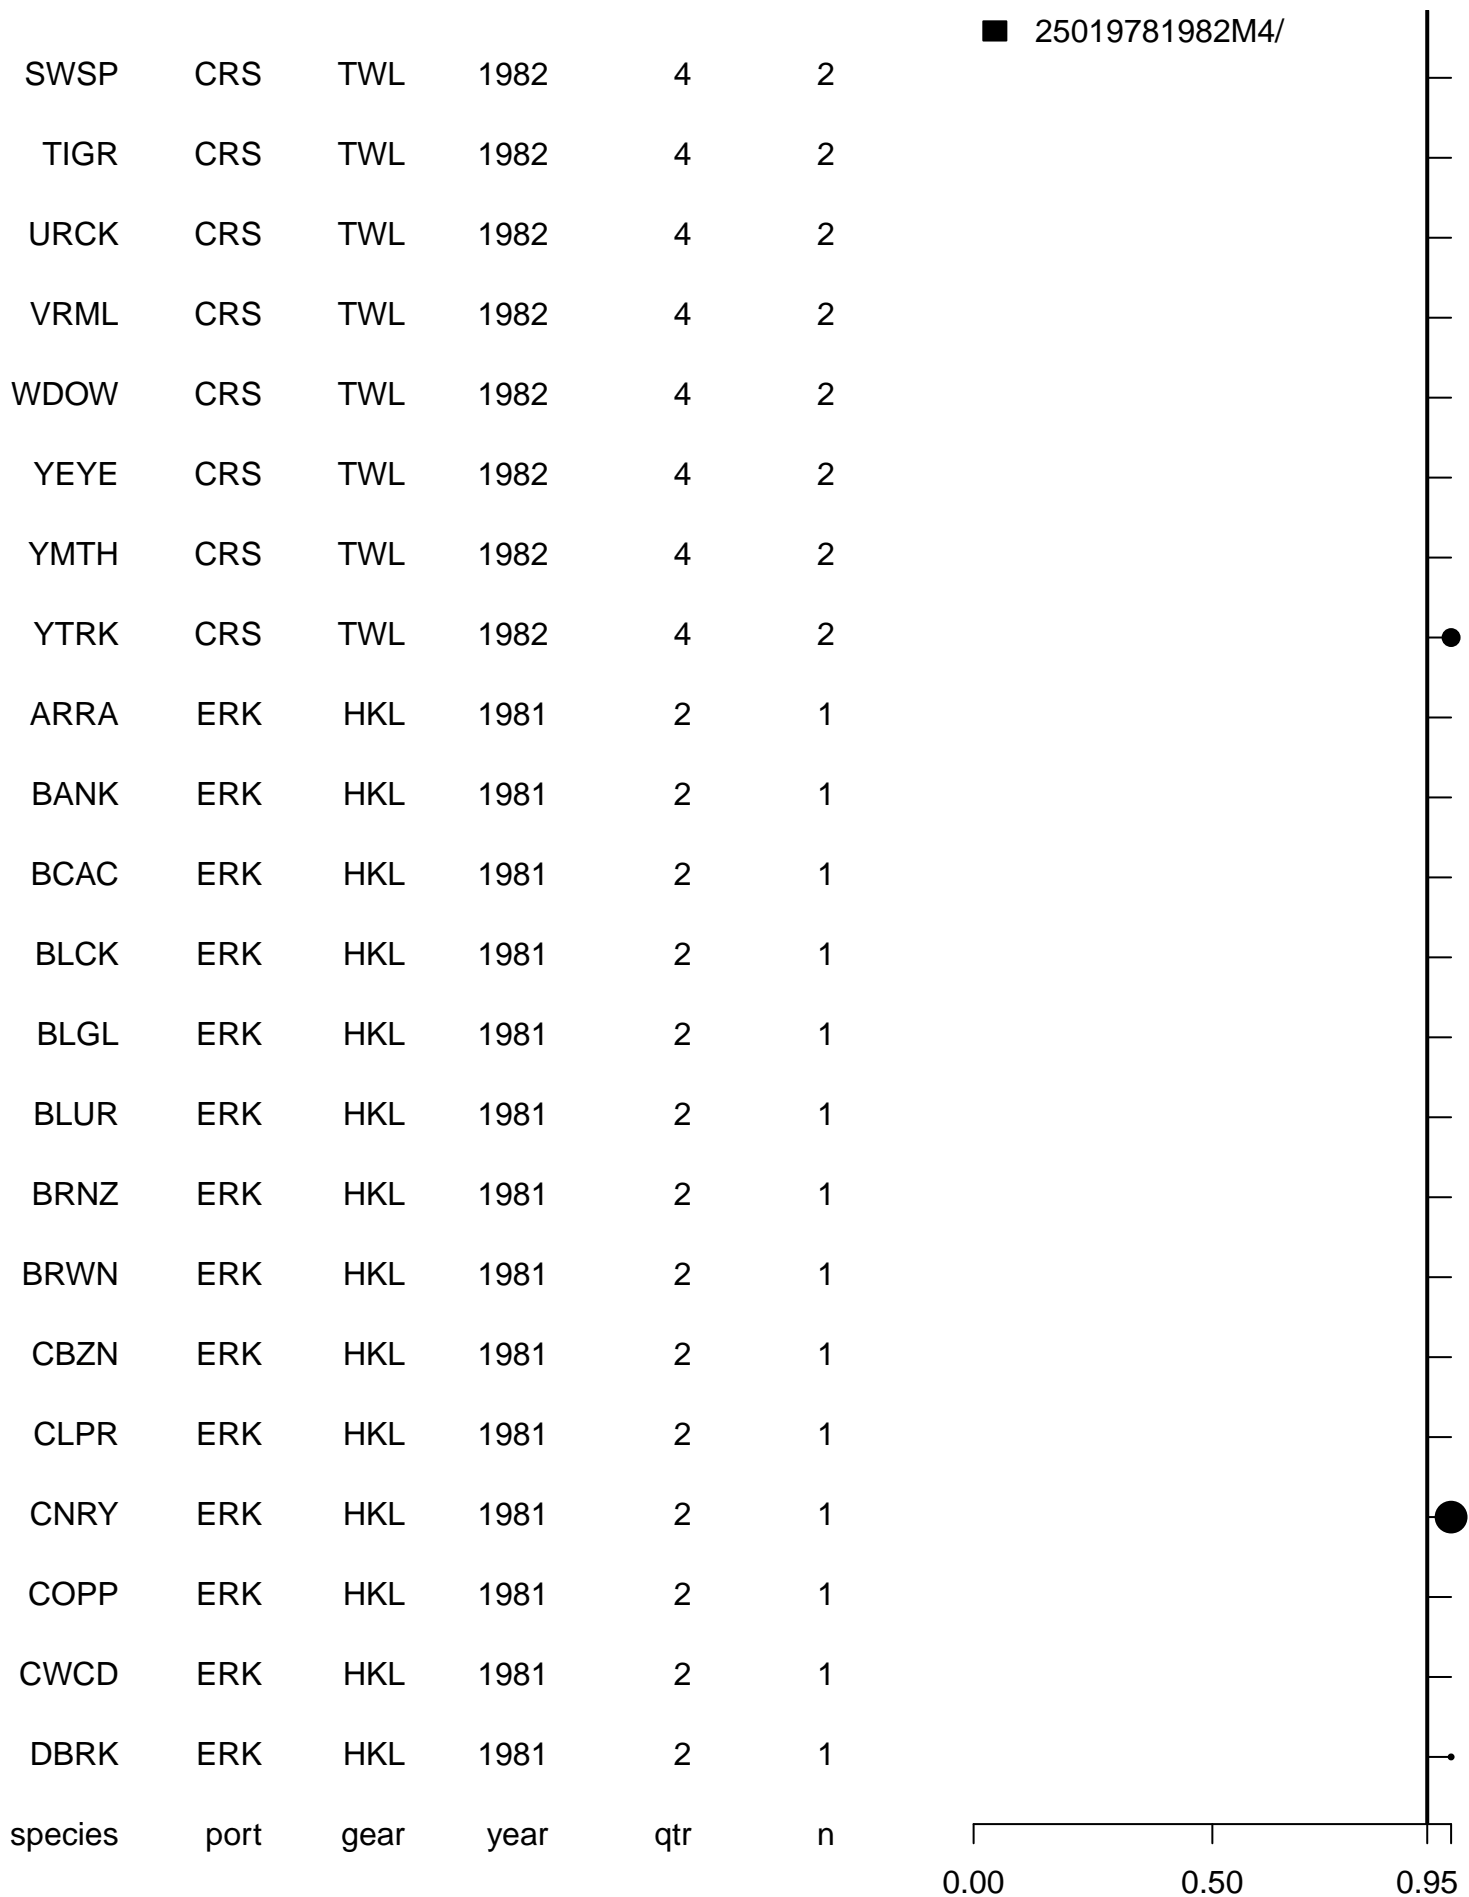 25019781982M4/
SWSP CRS TWL 1982 4 2
TIGR CRS TWL 1982 4 2
URCK CRS TWL 1982 4 2
VRML CRS TWL 1982 4 2
WDOW CRS TWL 1982 4 2
YEYE CRS TWL 1982 4 2
YMTH CRS TWL 1982 4 2
YTRK CRS TWL 1982 4 2
ARRA ERK HKL 1981 2 1
BANK ERK HKL 1981 2 1
BCAC ERK HKL 1981 2 1
BLCK ERK HKL 1981 2 1
BLGL ERK HKL 1981 2 1
BLUR ERK HKL 1981 2 1
BRNZ ERK HKL 1981 2 1
BRWN ERK HKL 1981 2 1
CBZN ERK HKL 1981 2 1
CLPR ERK HKL 1981 2 1
CNRY ERK HKL 1981 2 1
COPP ERK HKL 1981 2 1
CWCD ERK HKL 1981 2 1
DBRK ERK HKL 1981 2 1
species port gear year qtr n
0.00 0.50 0.95